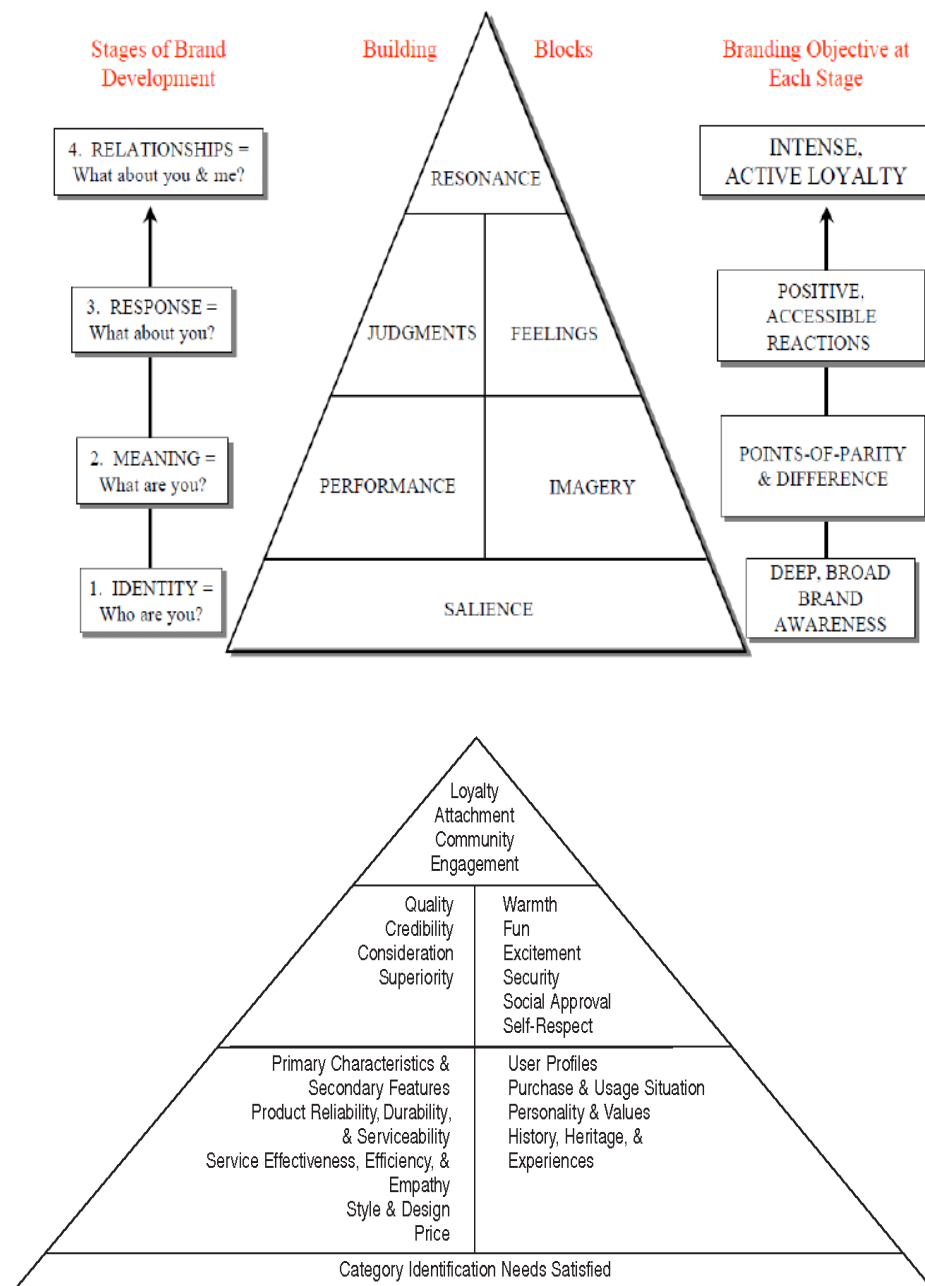 Stages of Brand
Development
Building
Blocks
Branding Objective at
Each Stage
4. RELATIONSHIPS =
What about you & me?
3. RESPONSE =
What about you?
2. MEANING =
What are you?
1. IDENTITY =
Who are you?
RESONANCE
JUDGMENTS
FEELINGS
PERFORMANCE
IMAGERY
SALIENCE
INTENSE,
ACTIVE LOYALTY
POSITIVE,
ACCESSIBLE
REACTIONS
POINTS-OF-PARITY
& DIFFERENCE
DEEP, BROAD
BRAND
AWARENESS
Loyalty
Attachment
Community
Engagement
Quality
Credibility
Consideration
Superiority
Warmth
Fun
Excitement
Security
Social Approval
Self-Respect
Primary Characteristics &
Secondary Features
Product Reliability, Durability,
& Serviceability
Service Effectiveness, Efficiency, &
Empathy
Style & Design
Price
User Profiles
Purchase & Usage Situation
Personality & Values
History, Heritage, &
Experiences
Category Identification Needs Satisfied